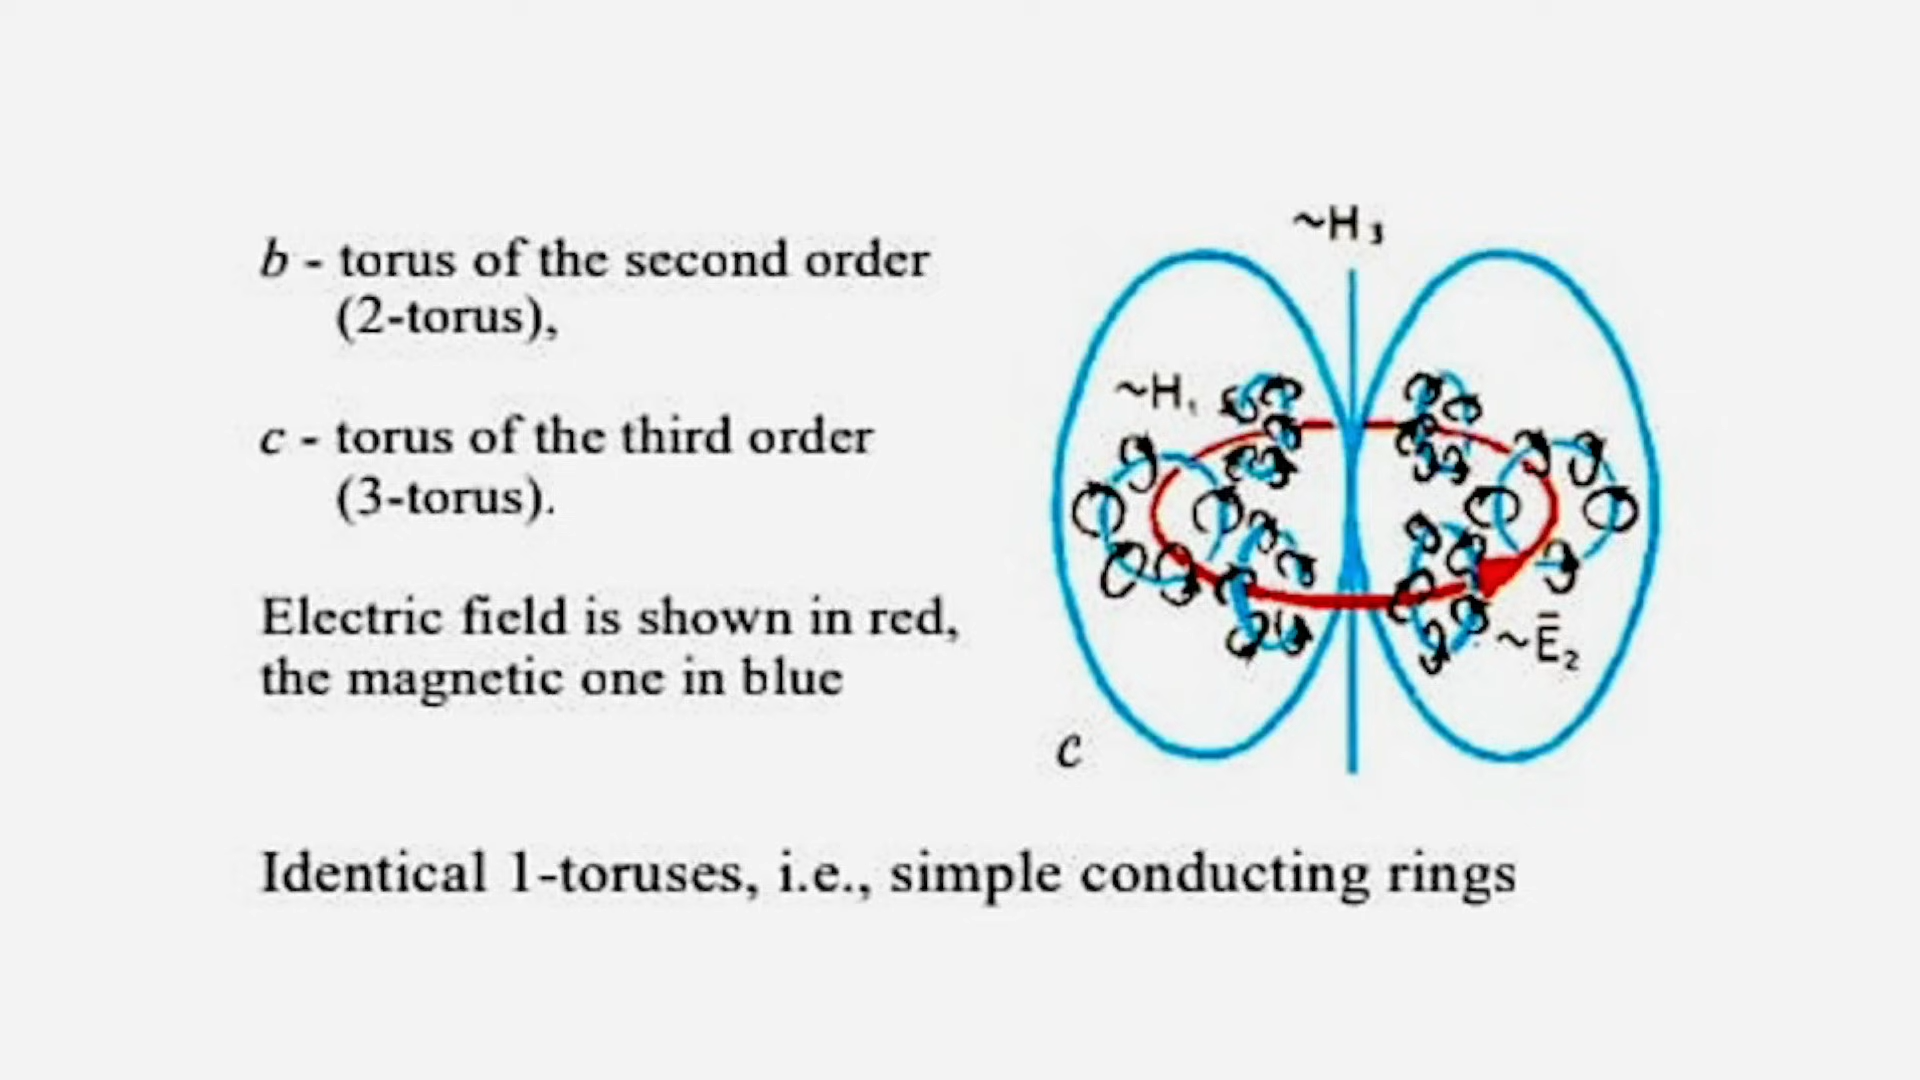 b - torus of the second order
(2-torus),
c - torus of the third order
(3-torus).
Electric field is shown in red,
the magnetic one in blue
~H₃
~H₁
~Ē₂
c
Identical 1-toruses, i.e., simple conducting rings